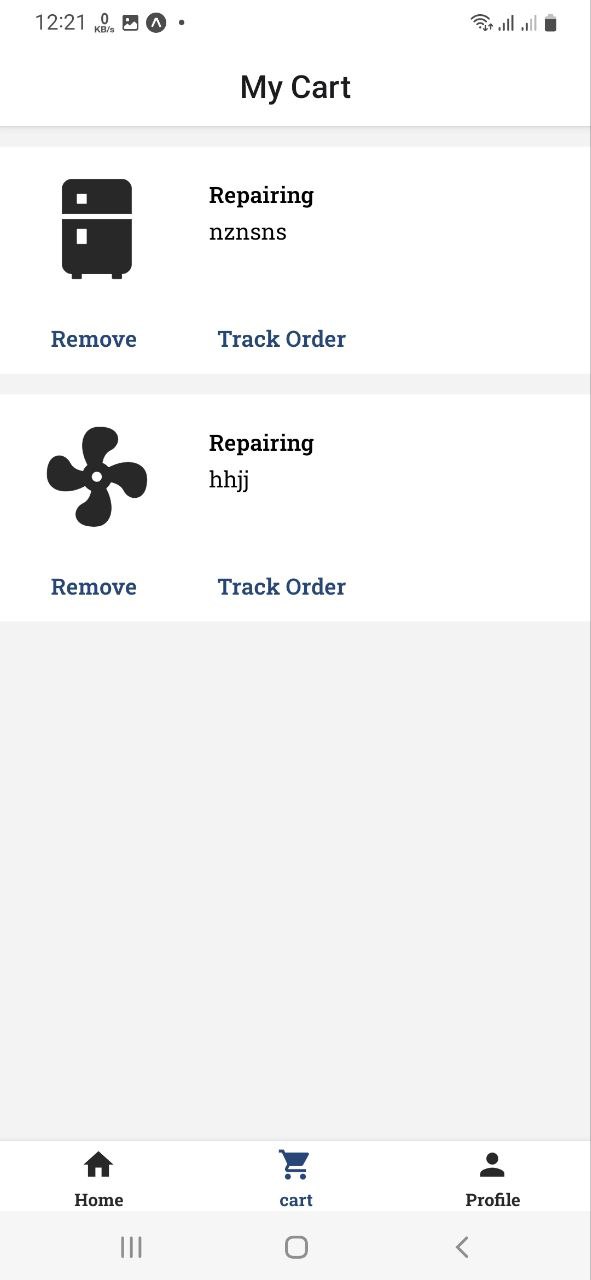 12:21 0 KB/s
My Cart
Repairing
nznsns
Remove Track Order
Repairing
hhjj
Remove Track Order
Home cart Profile